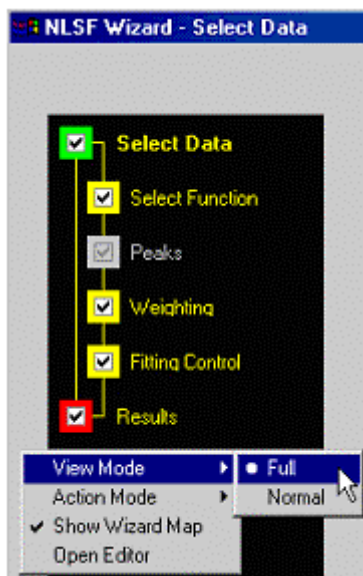 NLSF Wizard - Select Data
Select Data
Select Function
Peaks
Weighting
Fitting Control
Results
View Mode
Full
Action Mode
Normal
Show Wizard Map
Open Editor